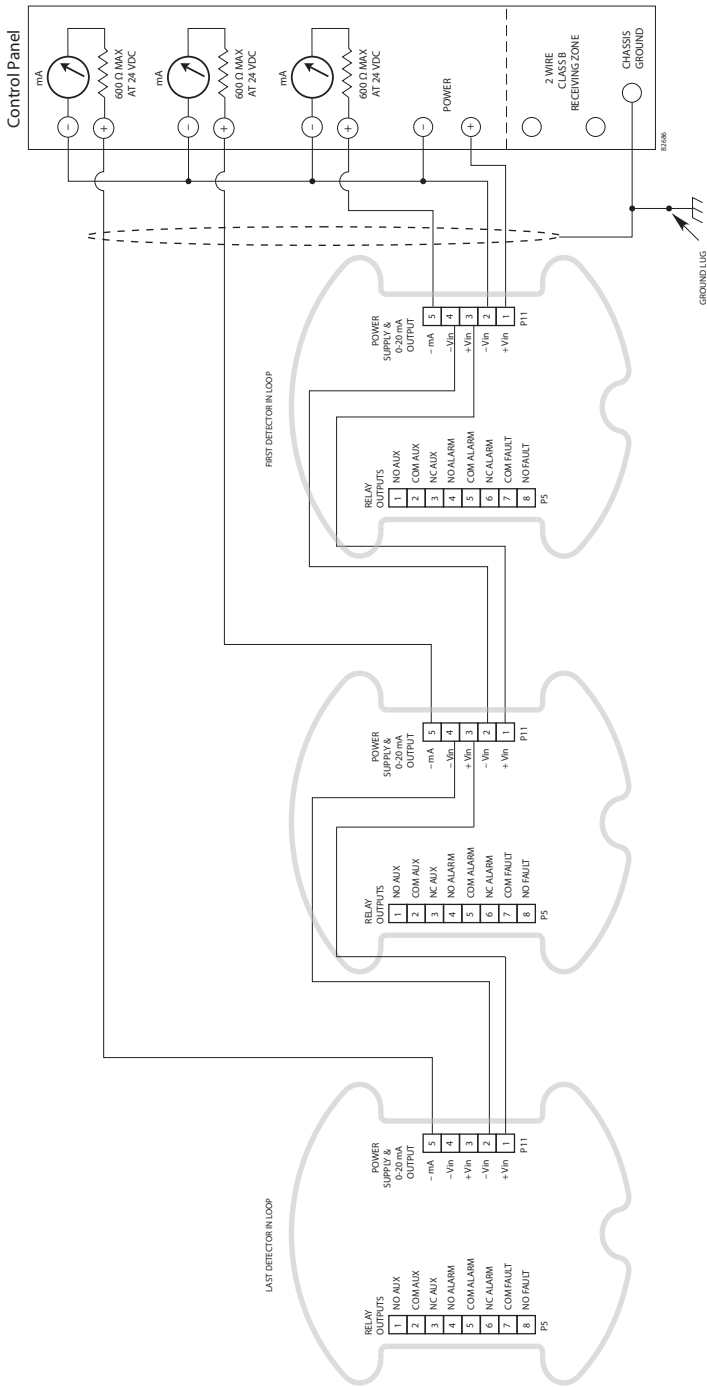 Control Panel
mA
600 Ω MAX
AT 24 VDC
–
+
mA
600 Ω MAX
AT 24 VDC
–
+
mA
600 Ω MAX
AT 24 VDC
–
+
POWER
–
+
2 WIRE
CLASS B
RECEIVING ZONE
CHASSIS
GROUND
B2686
GROUND LUG
FIRST DETECTOR IN LOOP
POWER
SUPPLY &
0-20 mA
OUTPUT
– mA 5
– Vin 4
+ Vin 3
– Vin 2
+ Vin 1
P11
RELAY
OUTPUTS
1 NO AUX
2 COM AUX
3 NC AUX
4 NO ALARM
5 COM ALARM
6 NC ALARM
7 COM FAULT
8 NO FAULT
P5
POWER
SUPPLY &
0-20 mA
OUTPUT
– mA 5
– Vin 4
+ Vin 3
– Vin 2
+ Vin 1
P11
RELAY
OUTPUTS
1 NO AUX
2 COM AUX
3 NC AUX
4 NO ALARM
5 COM ALARM
6 NC ALARM
7 COM FAULT
8 NO FAULT
P5
LAST DETECTOR IN LOOP
POWER
SUPPLY &
0-20 mA
OUTPUT
– mA 5
– Vin 4
+ Vin 3
– Vin 2
+ Vin 1
P11
RELAY
OUTPUTS
1 NO AUX
2 COM AUX
3 NC AUX
4 NO ALARM
5 COM ALARM
6 NC ALARM
7 COM FAULT
8 NO FAULT
P5